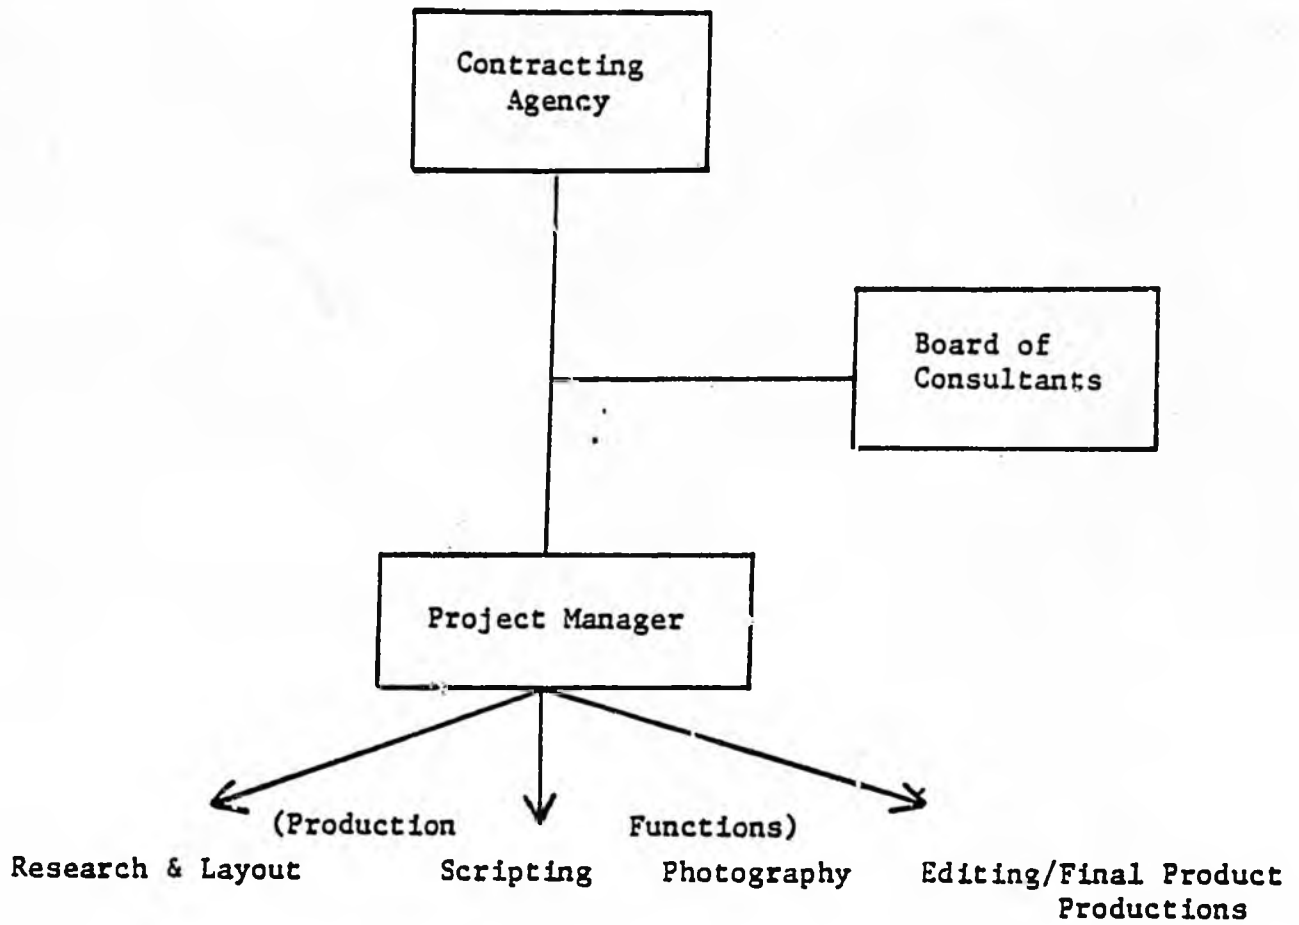 Contracting
Agency
Board of
Consultants
Project Manager
(Production Functions)
Research & Layout Scripting Photography Editing/Final Product
Productions